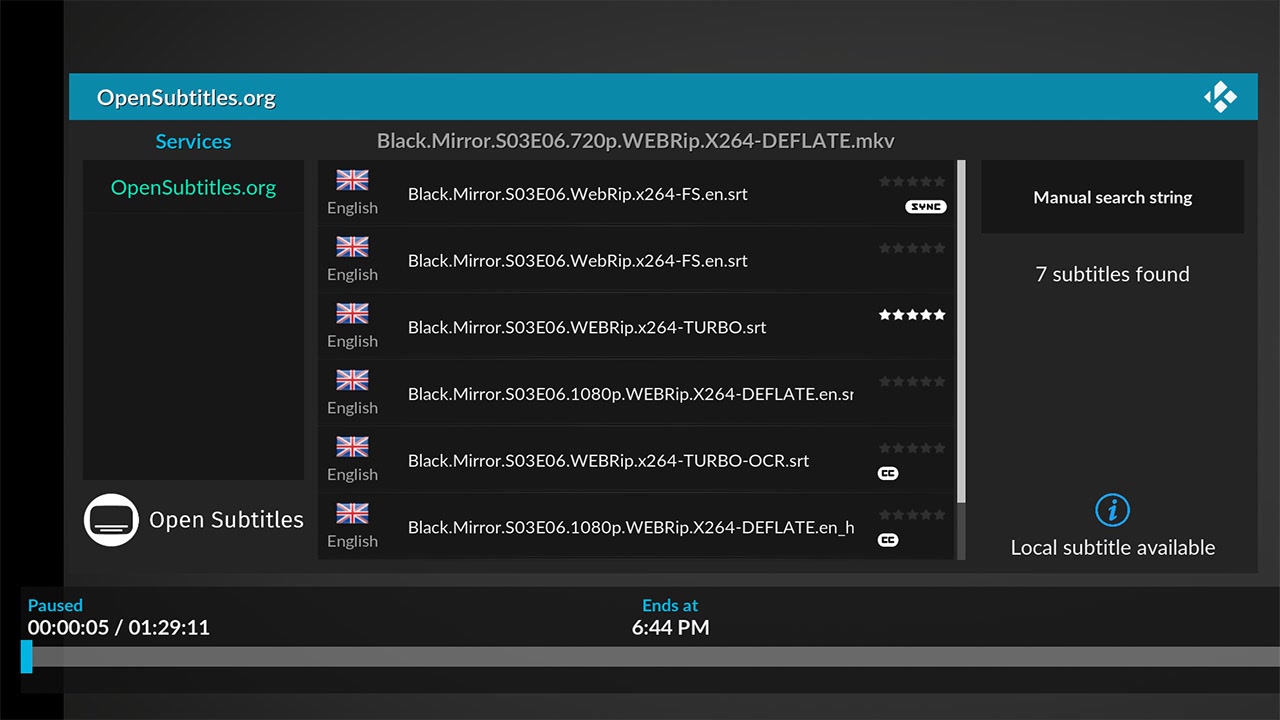 OpenSubtitles.org
Services
Black.Mirror.S03E06.720p.WEBRip.X264-DEFLATE.mkv
OpenSubtitles.org
English
Black.Mirror.S03E06.WebRip.x264-FS.en.srt
SYNC
Manual search string
English
Black.Mirror.S03E06.WebRip.x264-FS.en.srt
7 subtitles found
English
Black.Mirror.S03E06.WEBRip.x264-TURBO.srt
English
Black.Mirror.S03E06.1080p.WEBRip.X264-DEFLATE.en.sr
English
Black.Mirror.S03E06.WEBRip.x264-TURBO-OCR.srt
CC
English
Black.Mirror.S03E06.1080p.WEBRip.X264-DEFLATE.en_h
CC
Open Subtitles
i
Local subtitle available
Paused
00:00:05 / 01:29:11
Ends at
6:44 PM